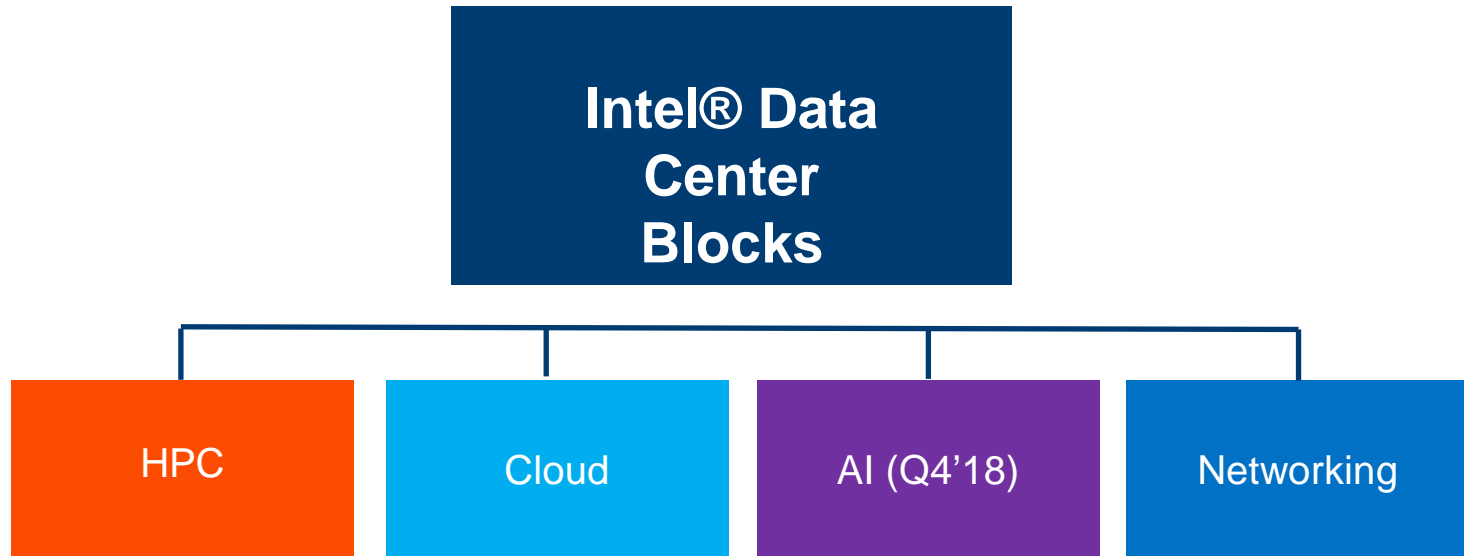 Intel® Data
Center
Blocks
HPC
Cloud
AI (Q4’18)
Networking